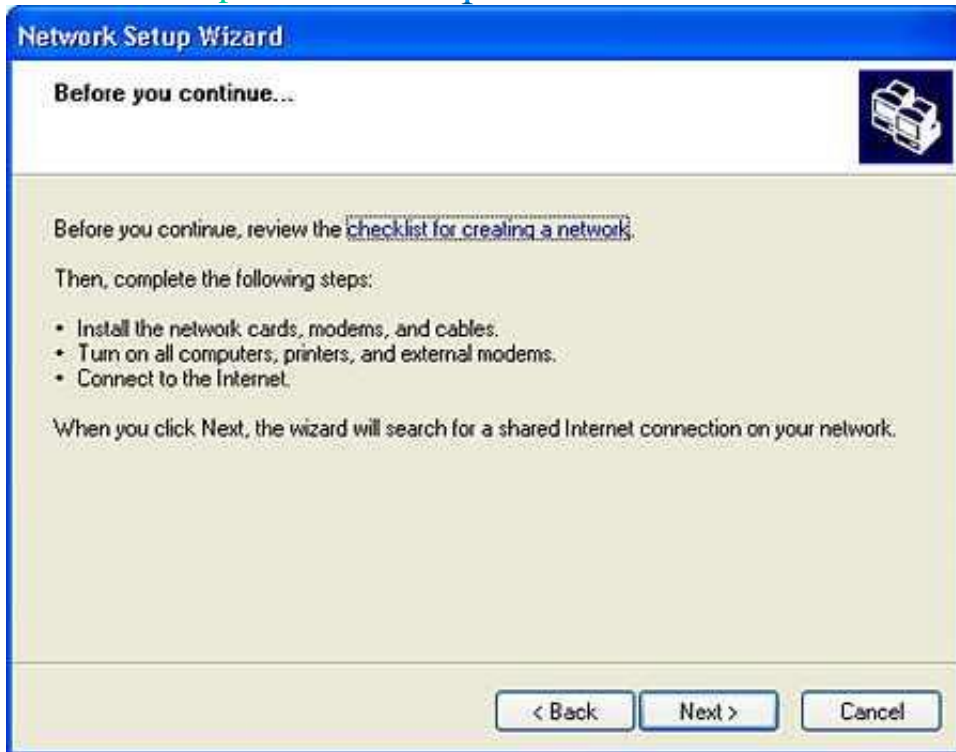 Network Setup Wizard
Before you continue...
Before you continue, review the checklist for creating a network.
Then, complete the following steps:
• Install the network cards, modems, and cables.
• Turn on all computers, printers, and external modems.
• Connect to the Internet.
When you click Next, the wizard will search for a shared Internet connection on your network.
< Back
Next >
Cancel